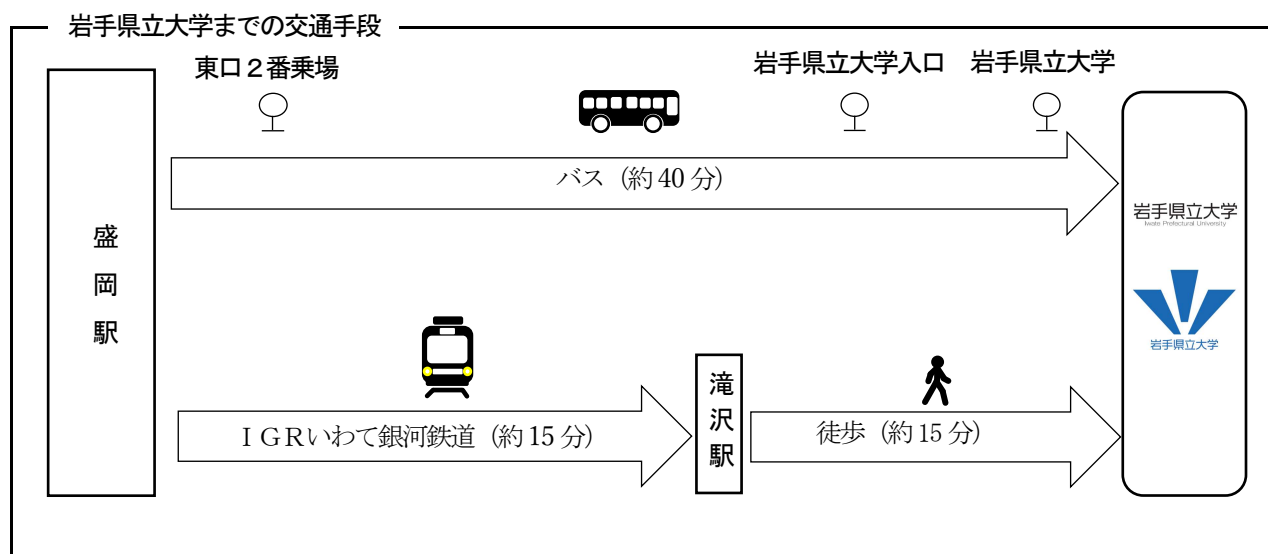 岩手県立大学までの交通手段
東口２番乗場
岩手県立大学入口
岩手県立大学
バス（約40分）
盛岡駅
岩手県立大学
Iwate Prefectural University
岩手県立大学
ＩＧＲいわて銀河鉄道（約15分）
滝沢駅
徒歩（約15分）